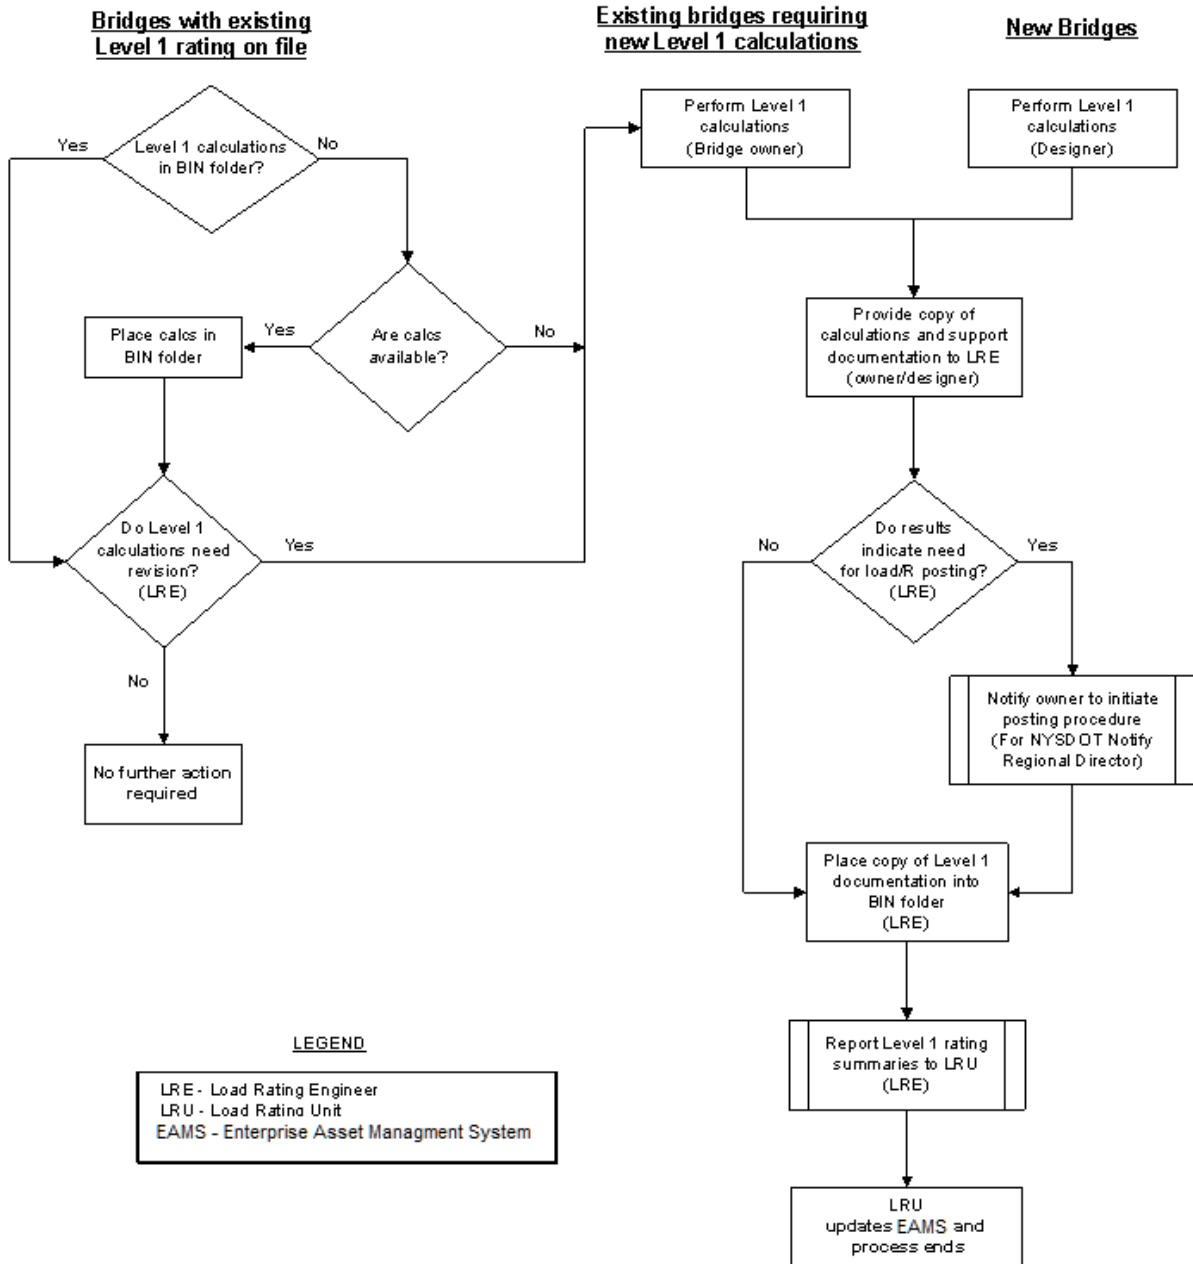 Bridges with existing
Level 1 rating on file
Existing bridges requiring
new Level 1 calculations
New Bridges
Level 1 calculations
in BIN folder?
Yes
No
Perform Level 1
calculations
(Bridge owner)
Perform Level 1
calculations
(Designer)
Place calcs in
BIN folder
Yes
Are calcs
available?
No
Provide copy of
calculations and support
documentation to LRE
(owner/designer)
Do Level 1
calculations need
revision?
(LRE)
Yes
No
No further action
required
Do results
indicate need
for load/R posting?
(LRE)
No
Yes
Notify owner to initiate
posting procedure
(For NYSDOT Notify
Regional Director)
Place copy of Level 1
documentation into
BIN folder
(LRE)
Report Level 1 rating
summaries to LRU
(LRE)
LRU
updates EAMS and
process ends
LEGEND
LRE - Load Rating Engineer
LRU - Load Rating Unit
EAMS - Enterprise Asset Managment System